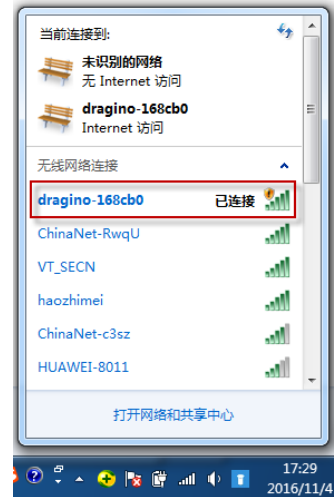 当前连接到:
未识别的网络
无 Internet 访问
dragino-168cb0
Internet 访问
无线网络连接
dragino-168cb0 已连接
ChinaNet-RwqU
VT_SECN
haozhimei
ChinaNet-c3sz
HUAWEI-8011
打开网络和共享中心
17:29
2016/11/4